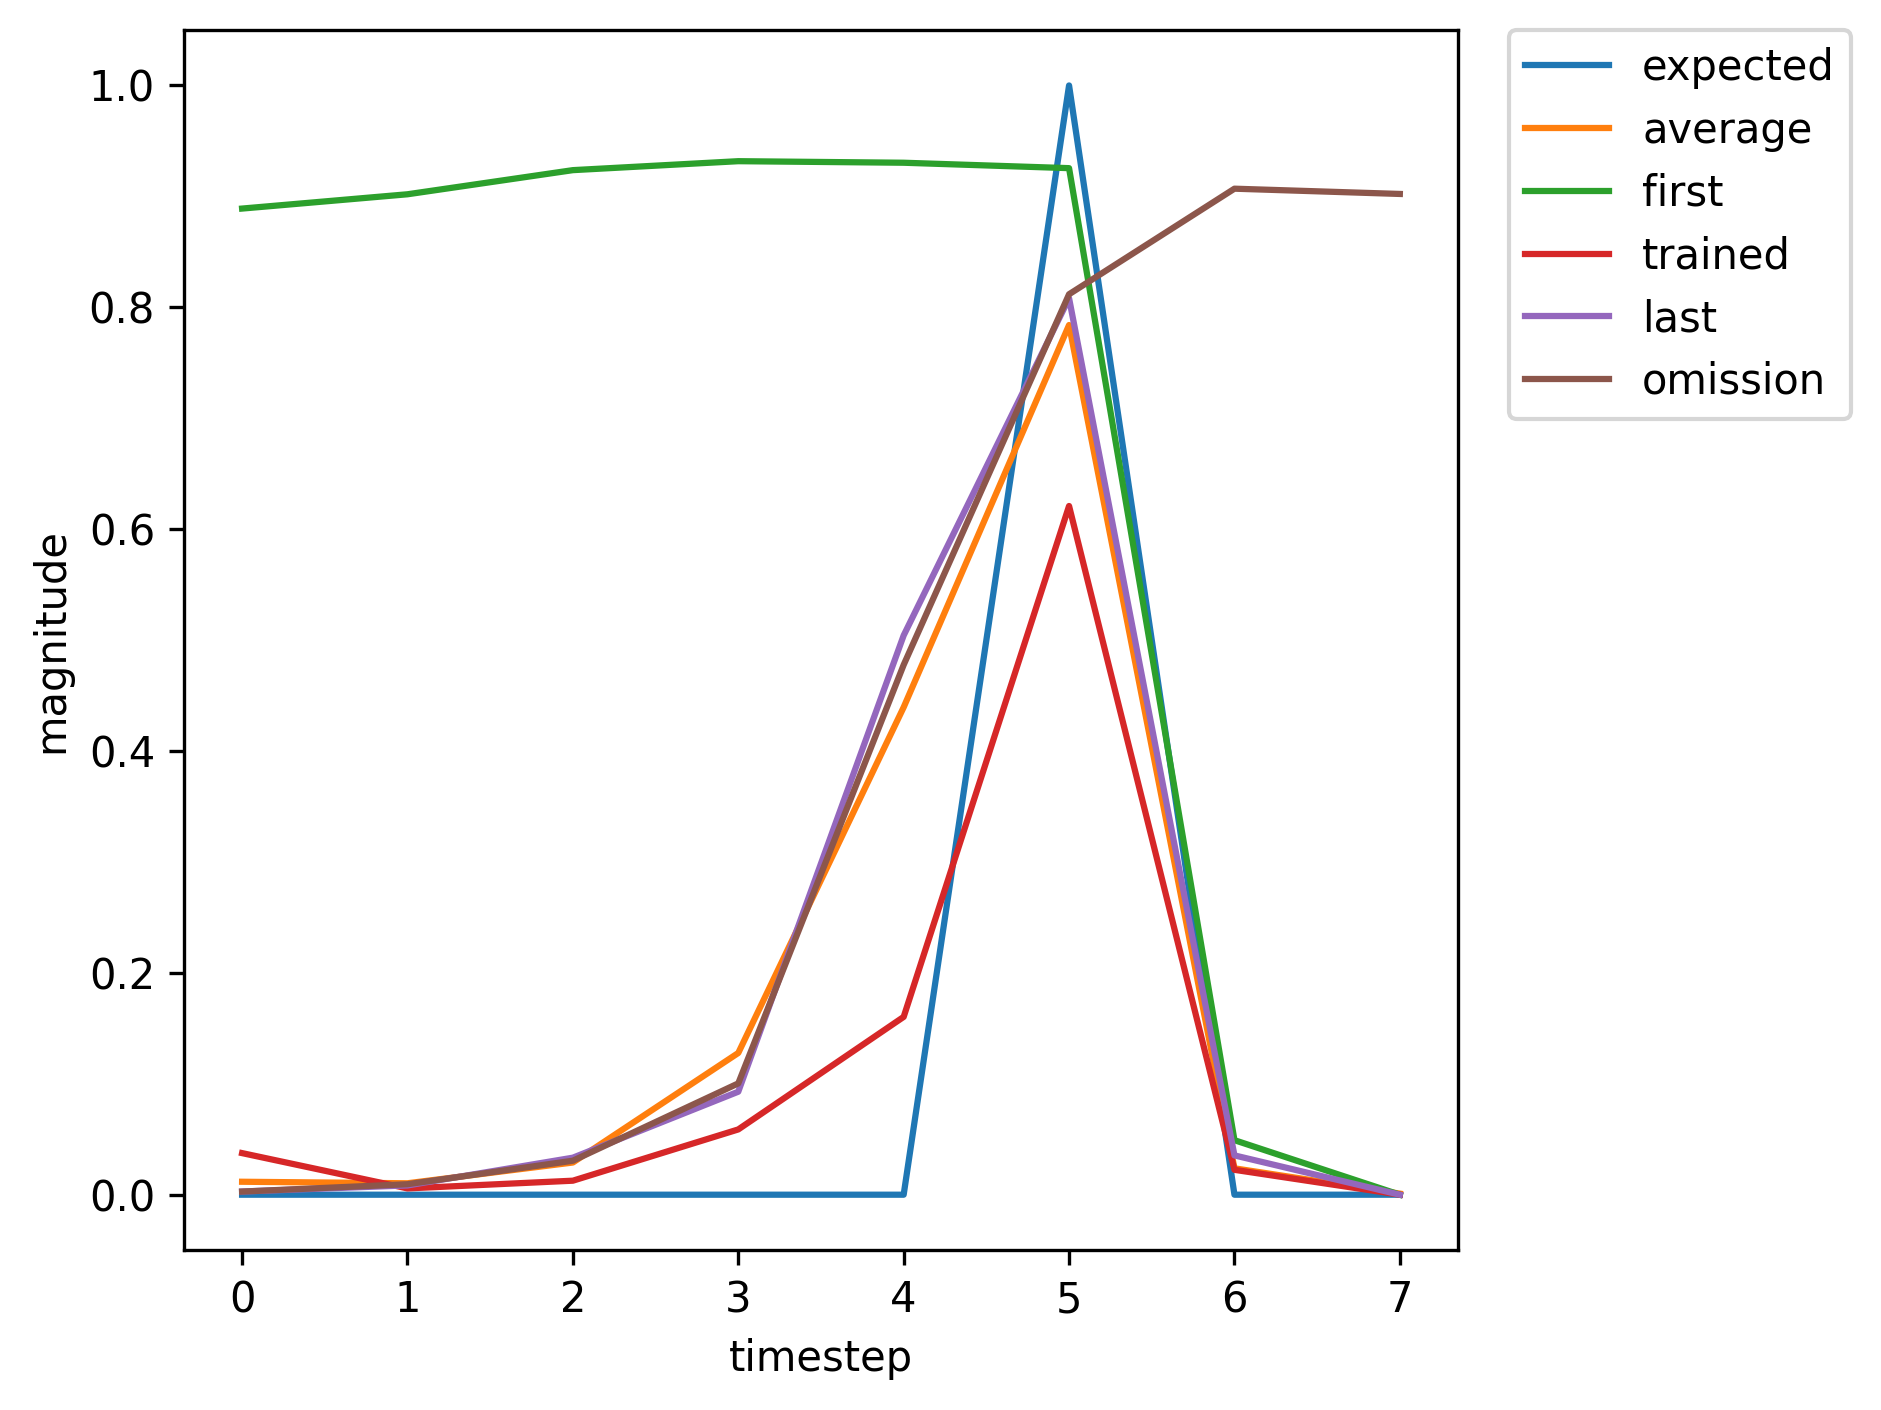 1.0
0.8
0.6
0.4
0.2
0.0
magnitude
0 1 2 3 4 5 6 7
timestep
expected
average
first
trained
last
omission